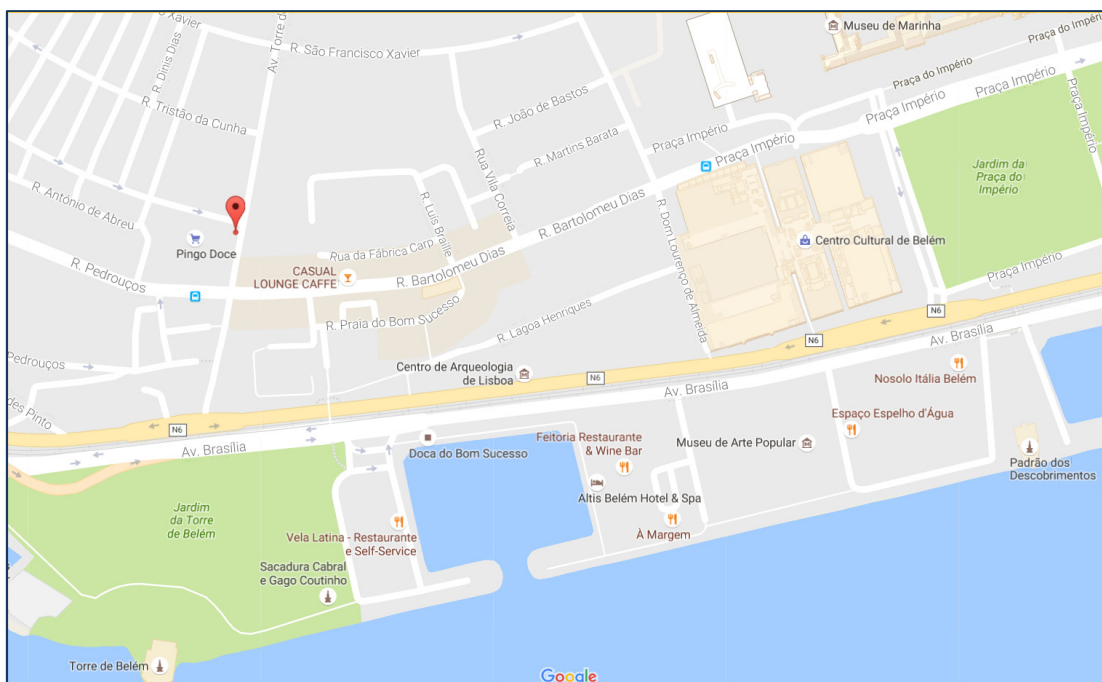 Xavier
R. São Francisco Xavier
Av. Torre de
R. Dinis Dias
R. Tristão da Cunha
R. António de Abreu
R. Pedrouços
Pedrouços
Pingo Doce
CASUAL
LOUNGE CAFFE
Rua da Fábrica Carp.
R. Luís Braille
Rua Vila Correia
R. João de Bastos
R. Martins Barata
R. Bartolomeu Dias
R. Bartolomeu Dias
R. Praia do Bom Sucesso
R. Lagoa Henriques
R. Dom Lourenço de Almeida
Museu de Marinha
Praça do Império
Praça do Império
Praça Império
Praça Império
Praça Império
Praça Império
Praça Império
Praça Império
Praça Império
Jardim da
Praça do
Império
Centro Cultural de Belém
Centro de Arqueologia
de Lisboa
N6
N6
N6
N6
des Pinto
Av. Brasília
Av. Brasília
Av. Brasília
Nosolo Itália Belém
Espaço Espelho d'Água
Museu de Arte Popular
Padrão dos
Descobrimentos
Feitoria Restaurante
& Wine Bar
Doca do Bom Sucesso
Altis Belém Hotel & Spa
À Margem
Jardim
da Torre
de Belém
Vela Latina - Restaurante
e Self-Service
Sacadura Cabral
e Gago Coutinho
Torre de Belém
Google